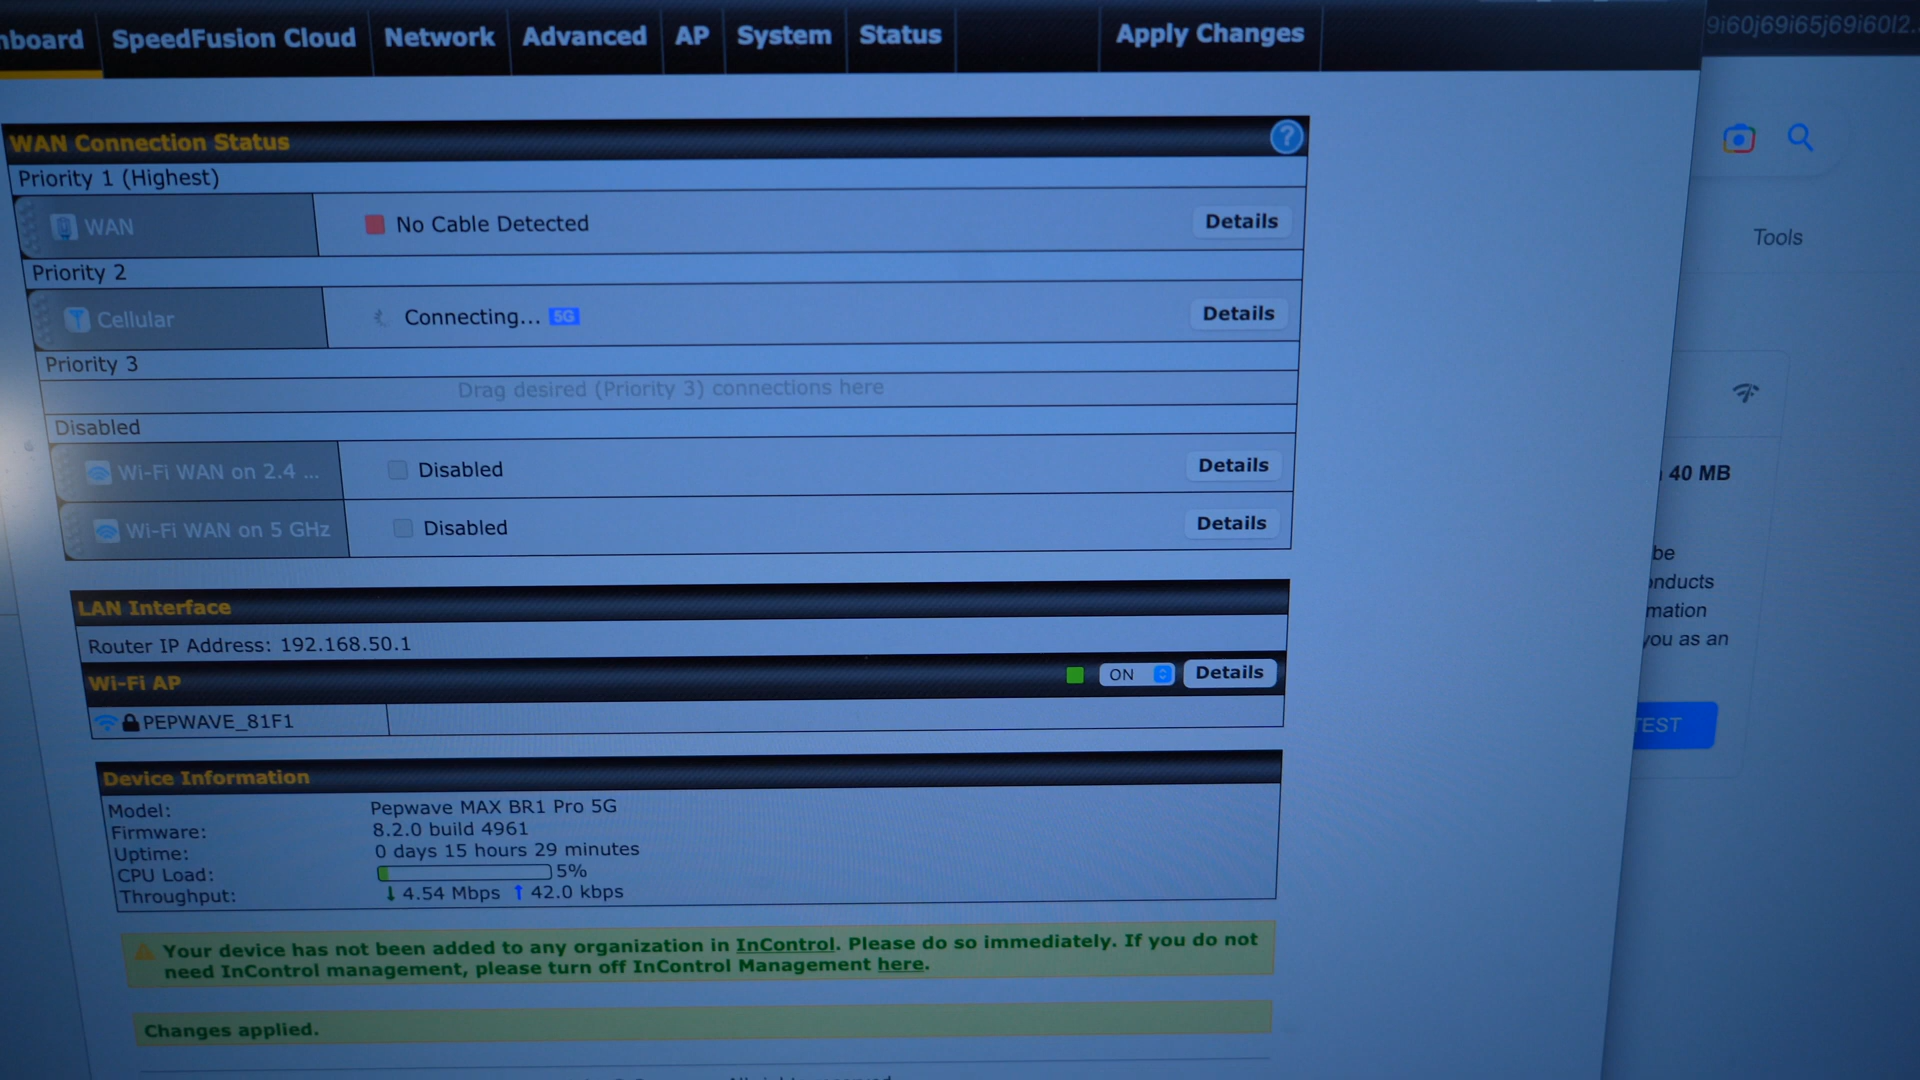 SpeedFusion Cloud
Network
Advanced
AP
System
Status
Apply Changes
9i60j69i65j69i60l2.
WAN Connection Status
?
Priority 1 (Highest)
WAN
No Cable Detected
Details
Tools
Priority 2
Cellular
Connecting... 5G
Details
Priority 3
Drag desired (Priority 3) connections here
Disabled
Wi-Fi WAN on 2.4 ...
Disabled
Details
40 MB
Wi-Fi WAN on 5 GHz
Disabled
Details
be
you as an
LAN Interface
Router IP Address: 192.168.50.1
Wi-Fi AP
ON
Details
PEPWAVE_81F1
TEST
Device Information
Model: Pepwave MAX BR1 Pro 5G
Firmware: 8.2.0 build 4961
Uptime: 0 days 15 hours 29 minutes
CPU Load: 5%
Throughput: ↓ 4.54 Mbps ↑ 42.0 kbps
Your device has not been added to any organization in InControl. Please do so immediately. If you do not
need InControl management, please turn off InControl Management here.
Changes applied.